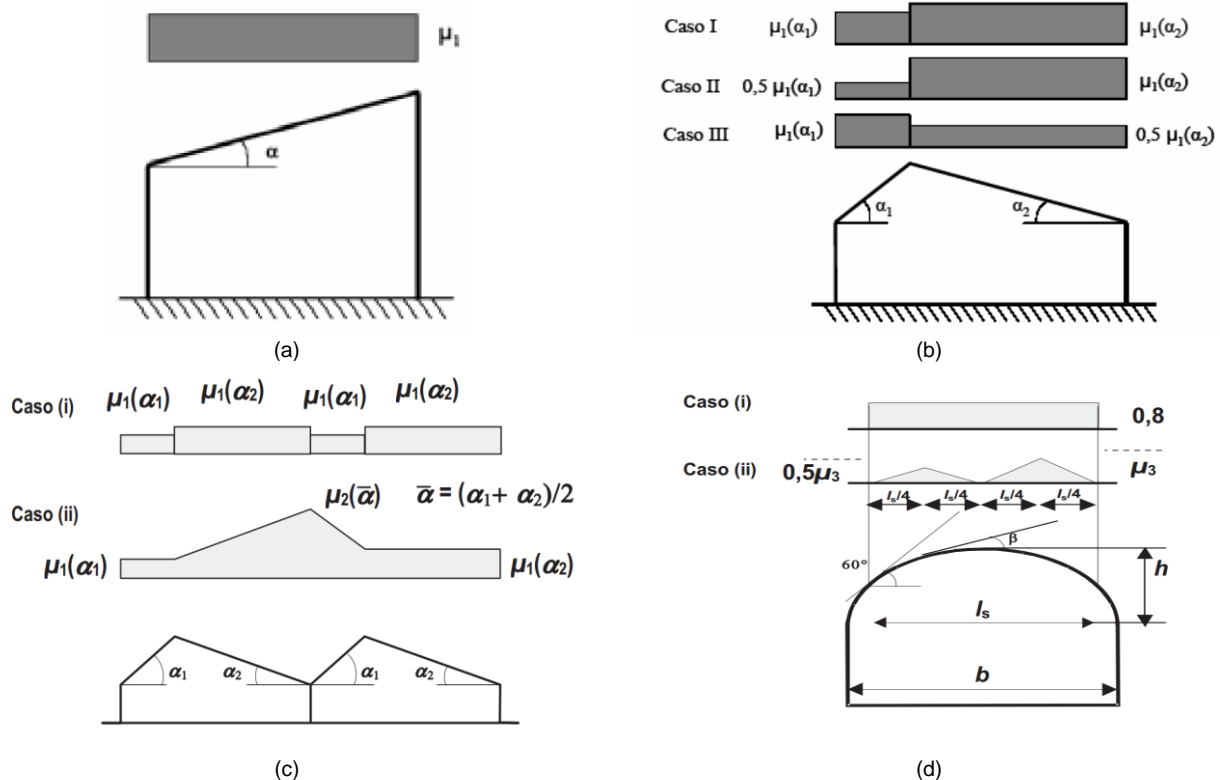 μ₁
α
(a)
Caso I μ₁(α₁) μ₁(α₂)
Caso II 0,5 μ₁(α₁) μ₁(α₂)
Caso III μ₁(α₁) 0,5 μ₁(α₂)
α₁ α₂
(b)
μ₁(α₁) μ₁(α₂) μ₁(α₁) μ₁(α₂)
Caso (i)
μ₂(α̅) α̅ = (α₁+ α₂)/2
Caso (ii)
μ₁(α₁) μ₁(α₂)
α₁ α₂ α₁ α₂
(c)
Caso (i) 0,8
Caso (ii) 0,5μ₃ μ₃
lₛ/4 lₛ/4 lₛ/4 lₛ/4
β
60° h
lₛ
b
(d)